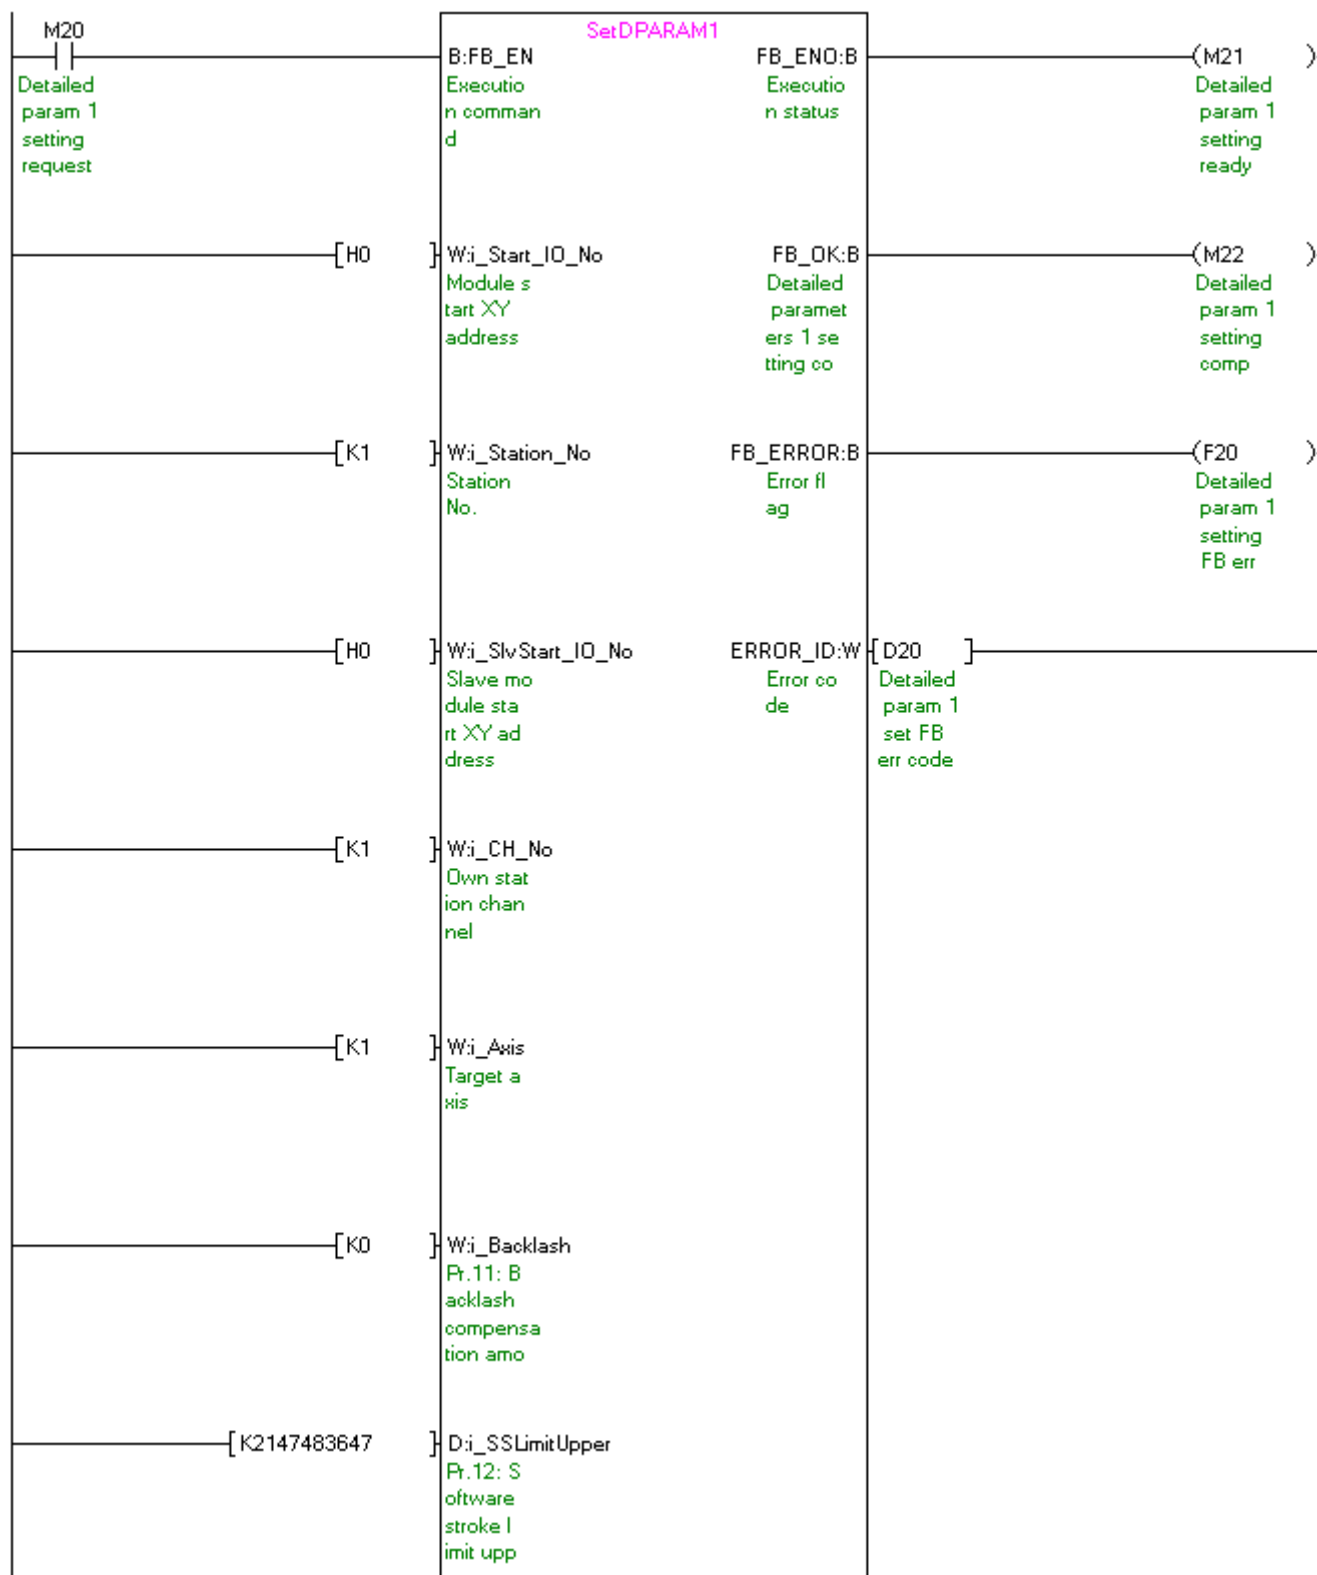 M20
SetDPARAM1
B:FB_EN
FB_ENO:B
(M21 )
Detailed
param 1
setting
request
Executio
n comman
d
Executio
n status
Detailed
param 1
setting
ready
[H0 ]
W:i_Start_IO_No
FB_OK:B
(M22 )
Module s
tart XY
address
Detailed
paramet
ers 1 se
tting co
Detailed
param 1
setting
comp
[K1 ]
W:i_Station_No
FB_ERROR:B
(F20 )
Station
No.
Error fl
ag
Detailed
param 1
setting
FB err
[H0 ]
W:i_SlvStart_IO_No
ERROR_ID:W
[D20 ]
Slave mo
dule sta
rt XY ad
dress
Error co
de
Detailed
param 1
set FB
err code
[K1 ]
W:i_CH_No
Own stat
ion chan
nel
[K1 ]
W:i_Axis
Target a
xis
[K0 ]
W:i_Backlash
Pr.11: B
acklash
compensa
tion amo
[K2147483647 ]
D:i_SSLimitUpper
Pr.12: S
oftware
stroke l
imit upp